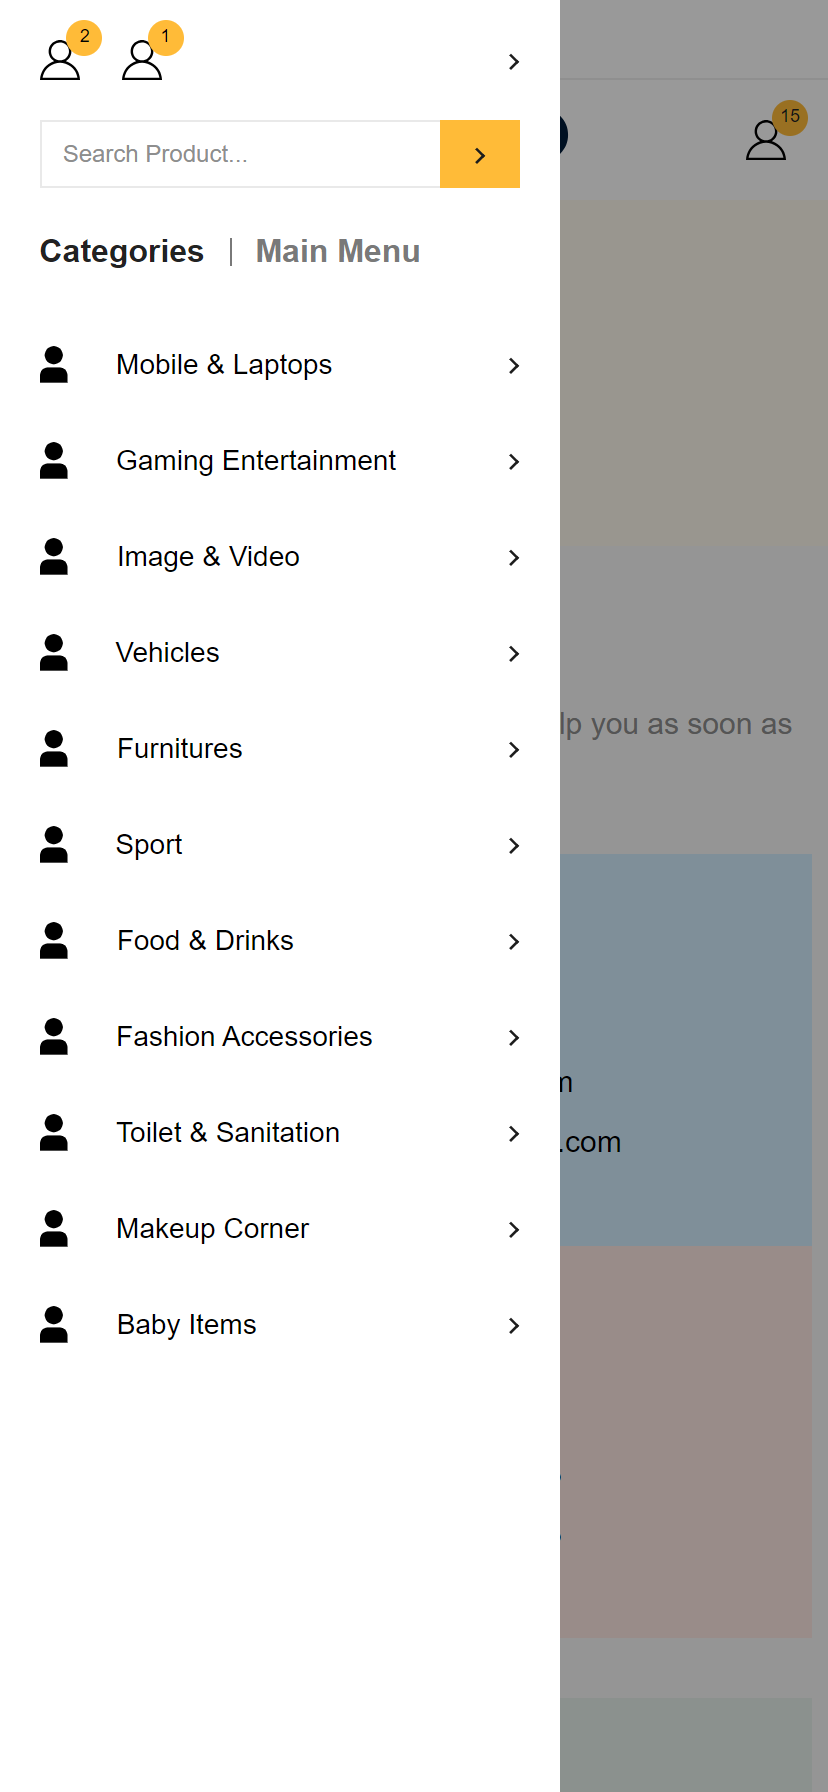 2
1
15
Search Product...
Categories | Main Menu
Mobile & Laptops
Gaming Entertainment
Image & Video
Vehicles
Furnitures
lp you as soon as
Sport
Food & Drinks
Fashion Accessories
Toilet & Sanitation
.com
Makeup Corner
Baby Items